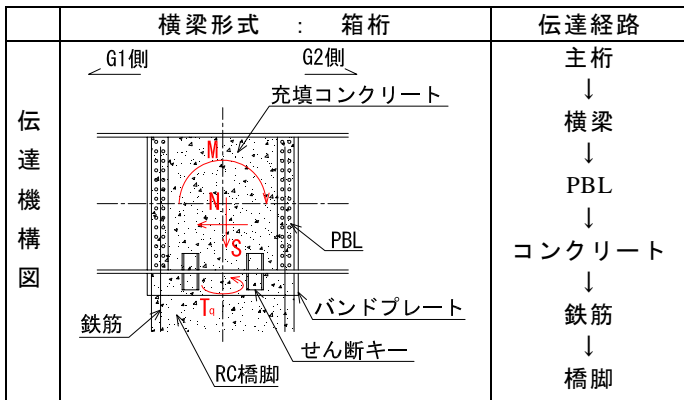 横梁形式 : 箱桁
伝達経路
伝達機構図
G1側
G2側
充填コンクリート
M
N
S
PBL
Tq
バンドプレート
鉄筋
せん断キー
RC橋脚
主桁
↓
横梁
↓
PBL
↓
コンクリート
↓
鉄筋
↓
橋脚